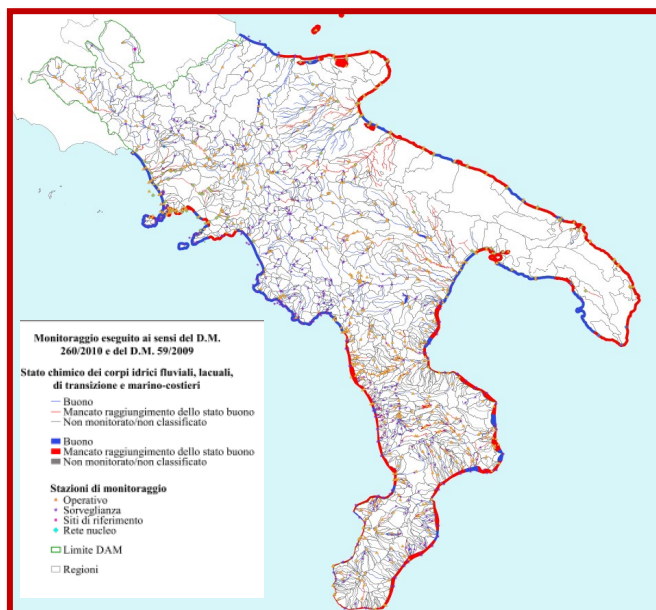 Monitoraggio eseguito ai sensi del D.M.
260/2010 e del D.M. 59/2009
Stato chimico dei corpi idrici fluviali, lacuali,
di transizione e marino-costieri
Buono
Mancato raggiungimento dello stato buono
Non monitorato/non classificato
Buono
Mancato raggiungimento dello stato buono
Non monitorato/non classificato
Stazioni di monitoraggio
Operativo
Sorveglianza
Siti di riferimento
Rete nucleo
Limite DAM
Regioni